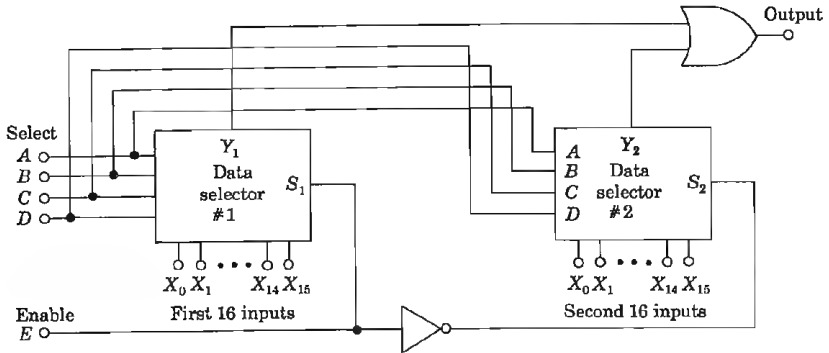 Output
Select
A
B
C
D
Y1
Data
selector
#1
S1
A
B
C
D
Y2
Data
selector
#2
S2
X0 X1 X14 X15
First 16 inputs
X0 X1 X14 X15
Second 16 inputs
Enable
E